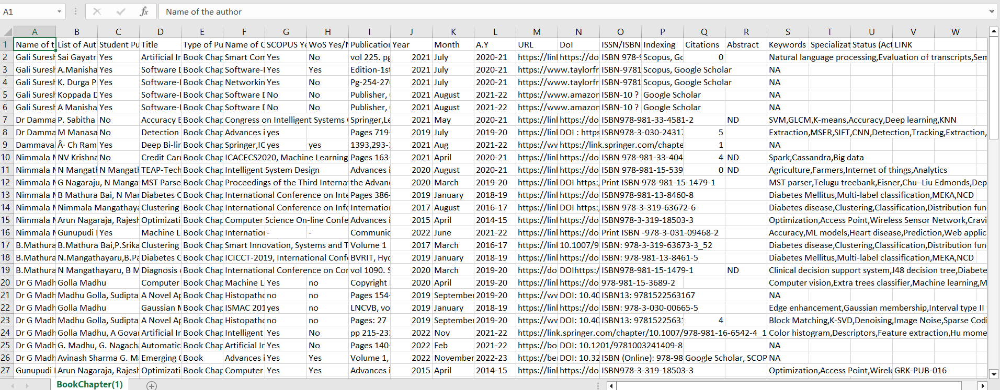 A1 fx Name of the author
A B C D E F G H I J K L M N O P Q R S T U V W
1 Name of t List of Aut Student Pu Title Type of Pu Name of C SCOPUS Ye WoS Yes/N Publication Year Month A.Y URL DoI ISSN/ISBN Indexing Citations Abstract Keywords Specializat Status (Act LINK
2 Gali Suresh Sai Gayatri Yes Artificial In Book Chap Smart Com Yes No vol 225. pg 2021 July 2020-21 https://linl https://do ISBN 978-9 Scopus, Go 0 Natural language processing,Evaluation of transcripts,Sem
3 Gali Suresh A.Manisha Yes Software D Book Chap Software-I Yes Yes Edition-1st 2021 July 2020-21 https://www.taylorfr ISBN-9781 Scopus, Google Scholar NA
4 Gali Suresh K. Durga P Yes Software-I Book Chap Networkin Yes No Pg-254-27 2021 July 2020-21 https://www.taylorfr ISBN-9781 Scopus, Google Scholar NA
5 Gali Suresh Koppada D Yes Software-I Book Chap Software D No No Publisher, 2021 August 2021-22 https://www.amazon ISBN-10 ? Google Scholar NA
6 Gali Suresh A Manisha Yes Software-I Book Chap Software D No No Publisher, 2021 August 2021-22 https://www.amazon ISBN-10 ? Google Scholar NA
7 Dr Damma P. Sabitha No Accuracy E Book Chap Congress on Intelligent Systems Springer,Le 2021 May 2020-21 https://linl https://do ISBN978-981-33-4581-2 ND SVM,GLCM,K-means,Accuracy,Deep learning,KNN
8 Dr Damma M Manasa No Detection Book Chap Advances i yes Pages 719- 2019 July 2019-20 https://linl DOI : https ISBN978-3-030-24317 5 Extraction,MSER,SIFT,CNN,Detection,Tracking,Extraction,
9 Dammaval Â· Ch Ram Yes Deep Bi-lir Book Chap Springer,IC yes yes 1393,293-3 2021 Aug 2021-22 https://wv https://link.springer.com/chapte 1 NA
10 Nimmala M NV Krishna No Credit Card Book Chap ICACECS2020, Machine Learning Pages 163- 2021 April 2020-21 https://linl https://do ISBN 978-981-33-404 4 ND Spark,Cassandra,Big data
11 Nimmala M N Mangath N Mangath TEAP-Tech Book Chap Intelligent System Design Advances i 2020 August 2020-21 https://linl https://do ISBN 978-981-15-539 0 ND Agriculture,Farmers,Internet of things,Analytics
12 Nimmala M G Nagaraju, N Manga MST Parse Book Chap Proceedings of the Third Internat the Advanc 2020 March 2019-20 https://linl DOI https:, Print ISBN 978-981-15-1479-1 MST parser,Telugu treebank,Eisner,Chu–Liu Edmonds,Dep
13 Nimmala M B Mathura Bai, N Mar Diabetes C Book Chap International Conference on Inte Pages 386- 2019 January 2018-19 https://linl https://do ISBN978-981-13-8460-8 Diabetes Mellitus,Multi-label classification,MEKA,NCD
14 Nimmala M Nimmala Mangathaya Clustering Book Chap International Conference on Info Internation 2017 August 2016-17 https://linl DOI https:, ISBN 978-3-319-63672-6 Diabetes disease,Clustering,Classification,Distribution fun
15 Nimmala M Arun Nagaraja, Rajesh Optimizati Book Chap Computer Science On-line Confe Advances i 2015 April 2014-15 https://linl https://do ISBN978-3-319-18503-3 Optimization,Access Point,Wireless Sensor Network,Cravi
16 Nimmala M Gunupudi I Yes Machine L Book Chap Internation - - Communic 2022 June 2021-22 https://linl https://do Print ISBN -978-3-031-09468-2 Accuracy,ML models,Heart disease,Prediction,Web applic
17 B.Mathura B.Mathura Bai,P.Srika Clustering Book Chap Smart Innovation, Systems and T Volume 1 2017 March 2016-17 https://linl 10.1007/9 ISBN: 978-3-319-63673-3_52 Diabetes disease,Clustering,Classification,Distribution fun
18 B.Mathura N.Mangathayaru,B.Pa Diabetes C Book Chap ICICCT-2019, International Confe BVRIT, Hyd 2019 January 2018-19 https://linl https://do ISBN: 978-981-13-8461-5 Diabetes Mellitus,Multi-label classification,MEKA,NCD
19 B.Mathura N Mangathayaru, B M Diagnosis Book Chap International Conference on Con vol 1090. S 2020 March 2019-20 https://do DOIhttps:/ ISBN978-981-15-1479-1 ND Clinical decision support system,J48 decision tree,Diabete
20 Dr G Madh Golla Madhu Computer Book Chap Machine L Yes no Copyright 2020 April 2019-20 https://linl https://do 978-981-15-3689-2 Computer vision,Extra trees classifier,Machine learning,M
21 Dr G Madh Madhu Golla, Sudipta A Novel Ap Book Chap Histopatho no no Pages 154- 2019 September 2019-20 https://wv DOI: 10.40 ISBN13: 9781522563167 NA
22 Dr G Madh Golla Madhu Gaussian M Book Chap ISMAC 201 yes no LNCVB, vo 2019 January 2018-19 https://linl https://do ISBN: 978-3-030-00665-5 Edge enhancement,Gaussian membership,Interval type II
23 Dr G Madh Madhu Golla, Sudipta A Novel Ap Book Chap Histopatho no no Pages: 27 2019 September 2019-20 https://wv DOI: 10.40 ISBN13: 97815225631 4 Block Matching,K-SVD,Denoising,Image Noise,Sparse Codi
24 Dr G Madh Golla Madhu, A Govar Artificial In Book Chap Intelligent Yes No pp 215-233 2022 Nov 2021-22 https://link.springer.com/chapter/10.1007/978-981-16-6542-4_1 Color histogram,Descriptors,Feature extraction,Hu mome
25 Dr G Madh G. Madhu, G. Nagacha Automatic Book Chap Artificial In Yes No Pages 140- 2022 Feb 2021-22 https://bo DOI: 10.1201/9781003241409-8 NA
26 Dr G Madh Avinash Sharma G. Ma Emerging C Book Advances i Yes Yes Volume 1, 2022 November 2022-23 https://be DOI: 10.32 ISBN (Online): 978-98 Google Scholar, SCOP NA
27 Gunupudi I Arun Nagaraja, Rajesh Optimizati Book Chap Computer Yes Yes Advances i 2015 April 2014-15 https://linl https://do ISBN978-3-319-18503-3 Optimization,Access Point,Wirele GRK-PUB-016
BookChapter(1)